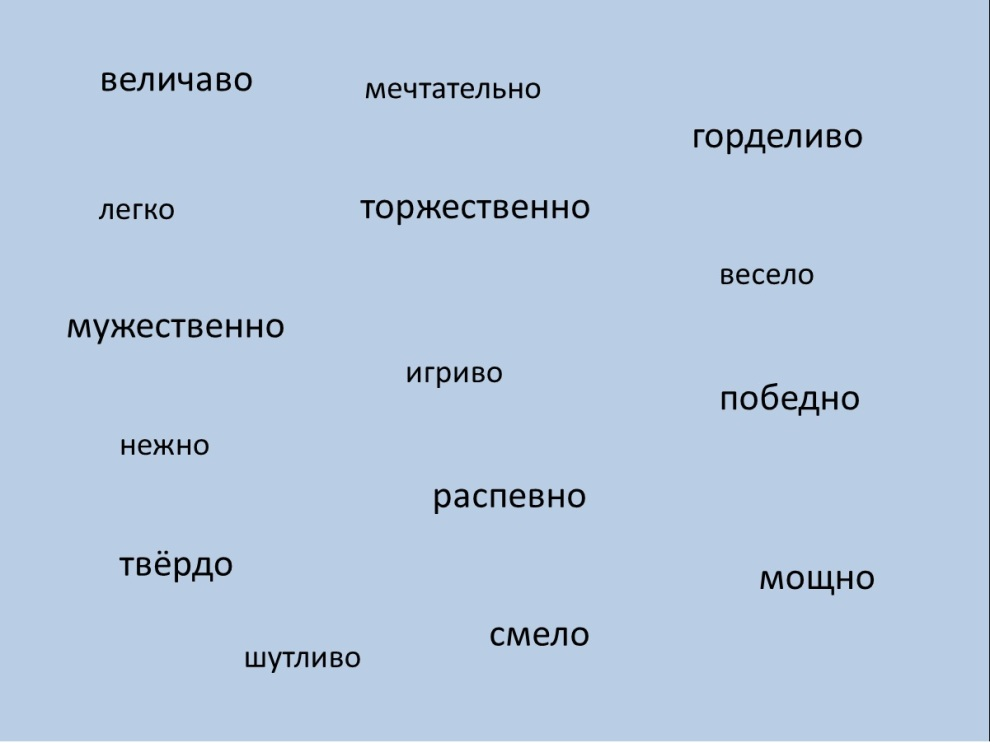 величаво
мечтательно
горделиво
легко
торжественно
весело
мужественно
игриво
победно
нежно
распевно
твёрдо
мощно
смело
шутливо